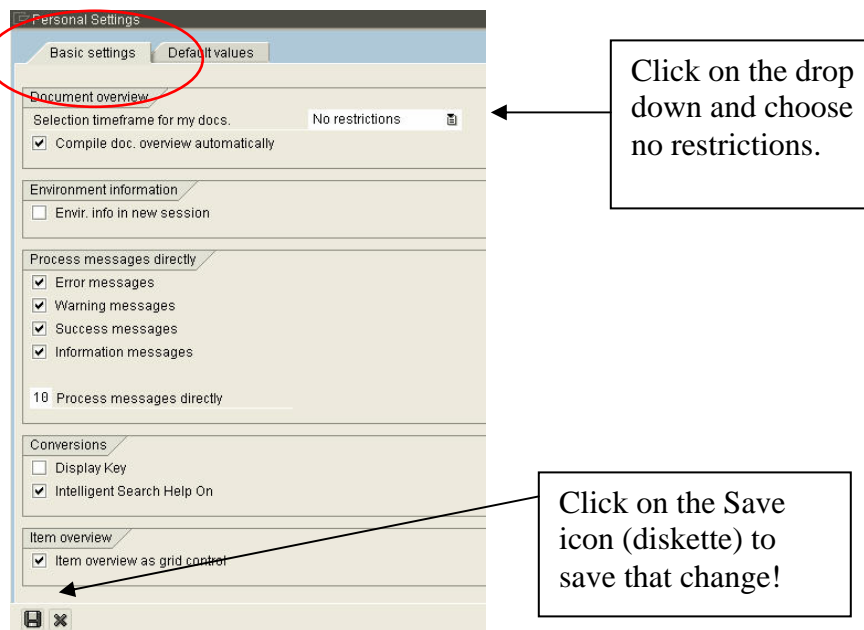 Personal Settings
Basic settings
Default values
Document overview
Selection timeframe for my docs.
No restrictions
Compile doc. overview automatically
Click on the drop
down and choose
no restrictions.
Environment information
Envir. info in new session
Process messages directly
Error messages
Warning messages
Success messages
Information messages
10 Process messages directly
Conversions
Display Key
Intelligent Search Help On
Click on the Save
icon (diskette) to
save that change!
Item overview
Item overview as grid control